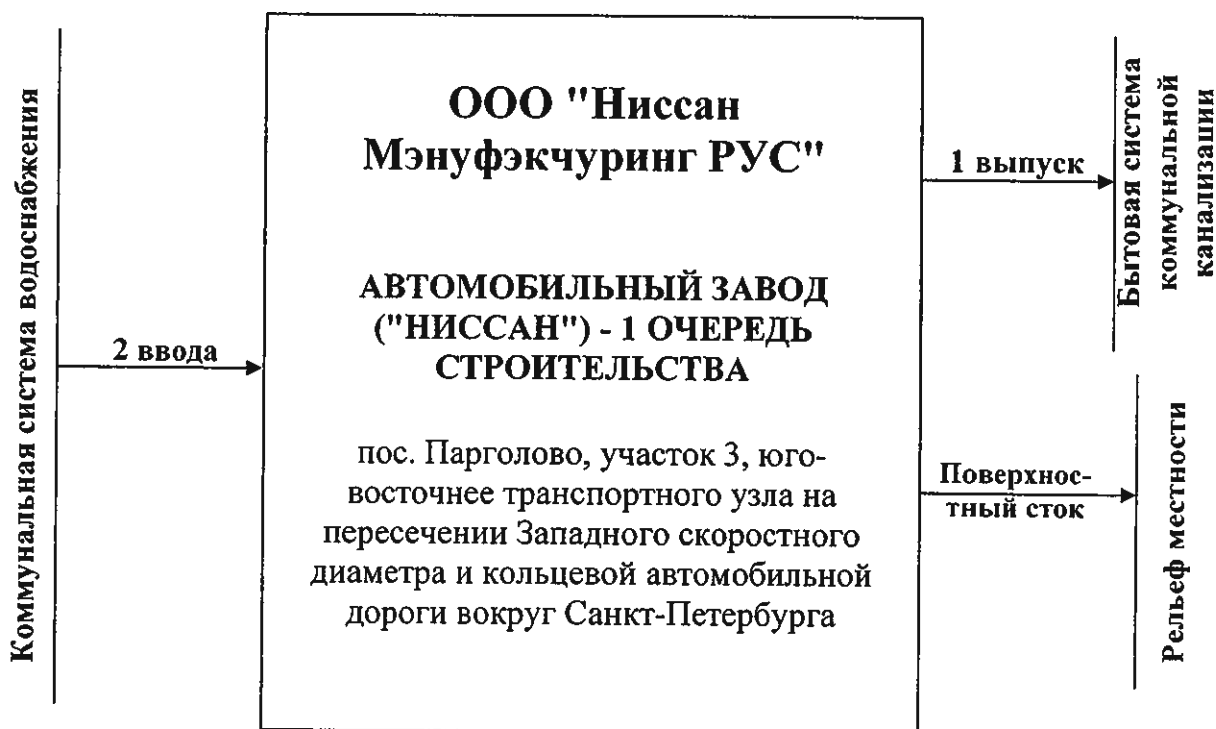 Коммунальная система водоснабжения
2 ввода
ООО "Ниссан
Мэнуфэкчуринг РУС"
АВТОМОБИЛЬНЫЙ ЗАВОД
("НИССАН") - 1 ОЧЕРЕДЬ
СТРОИТЕЛЬСТВА
пос. Парголово, участок 3, юго-
восточнее транспортного узла на
пересечении Западного скоростного
диаметра и кольцевой автомобильной
дороги вокруг Санкт-Петербурга
1 выпуск
Бытовая система
коммунальной
канализации
Поверхнос-
тный сток
Рельеф местности